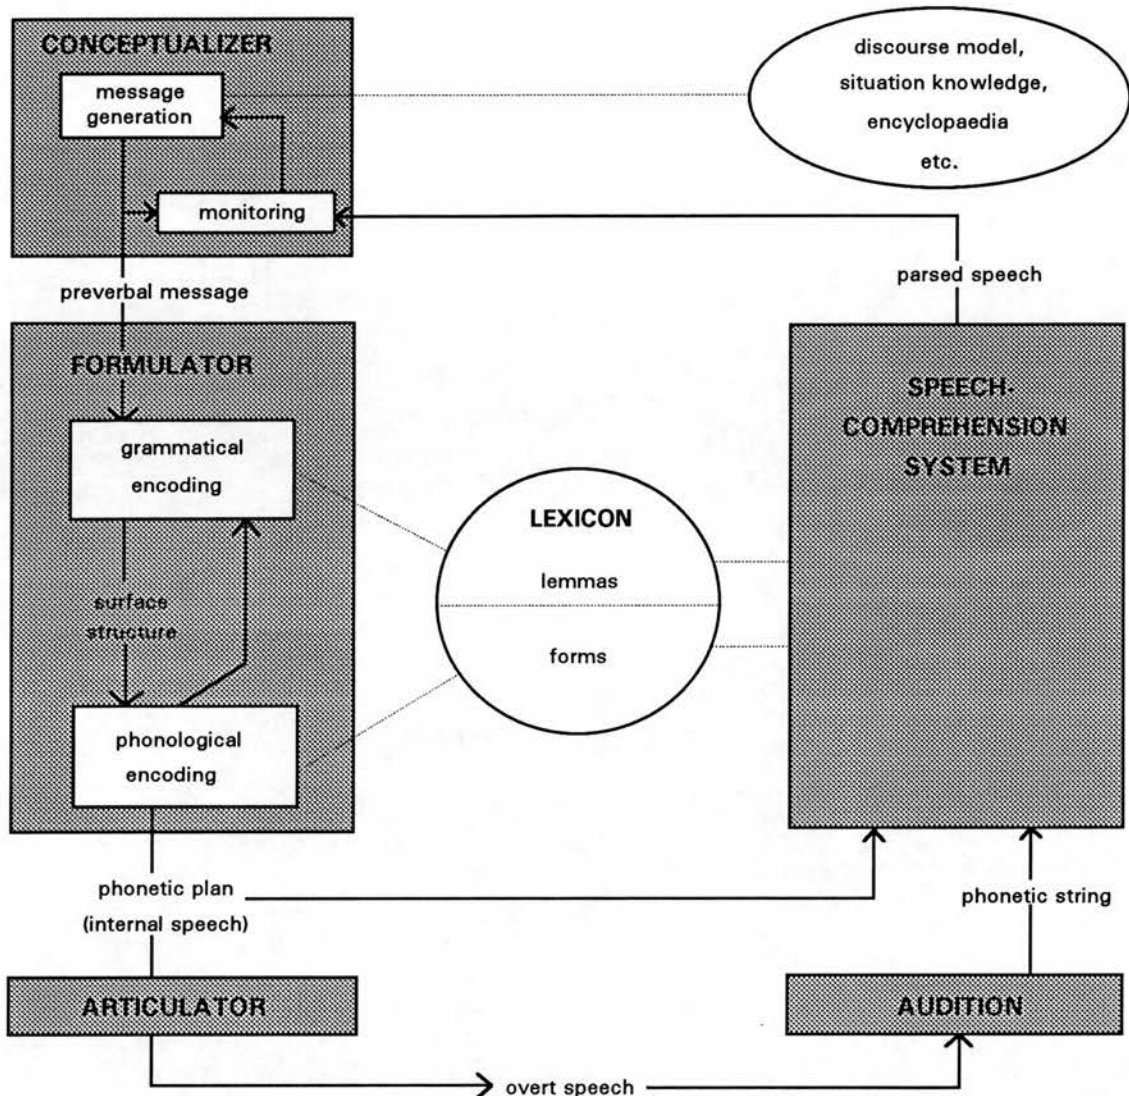 CONCEPTUALIZER
message
generation
monitoring
discourse model,
situation knowledge,
encyclopaedia
etc.
preverbal message
parsed speech
FORMULATOR
grammatical
encoding
surface
structure
phonological
encoding
LEXICON
lemmas
forms
SPEECH-
COMPREHENSION
SYSTEM
phonetic plan
(internal speech)
phonetic string
ARTICULATOR
AUDITION
overt speech